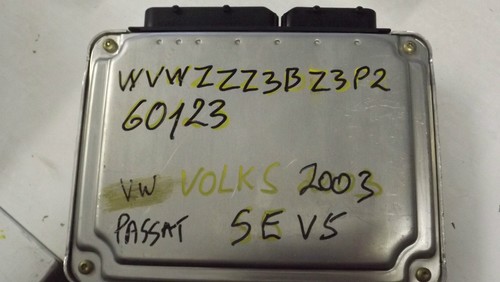 WVWZZZ3BZ3P2
60123
VW VOLKS 2003
PASSAT SE V5